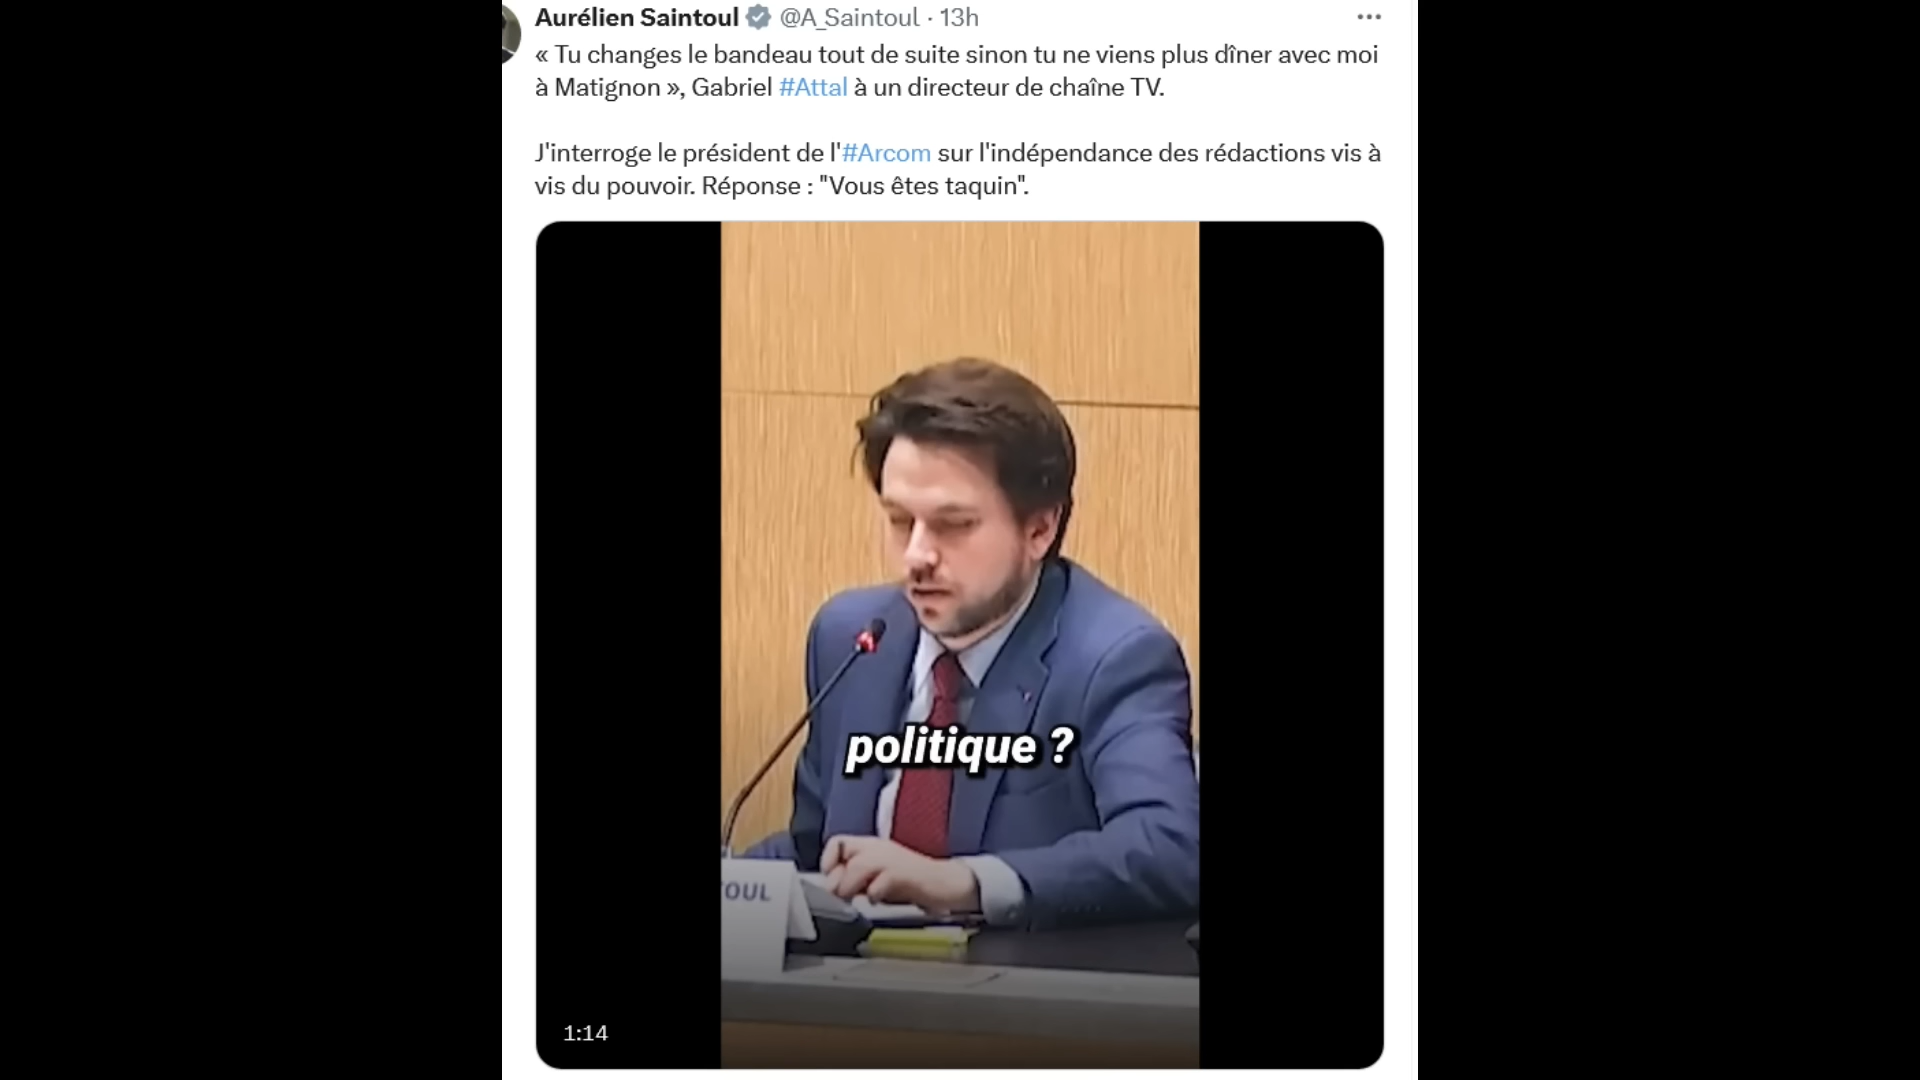 Aurélien Saintoul @A_Saintoul · 13h
« Tu changes le bandeau tout de suite sinon tu ne viens plus dîner avec moi
à Matignon », Gabriel #Attal à un directeur de chaîne TV.
J'interroge le président de l'#Arcom sur l'indépendance des rédactions vis à
vis du pouvoir. Réponse : "Vous êtes taquin".
politique ?
TOUL
1:14